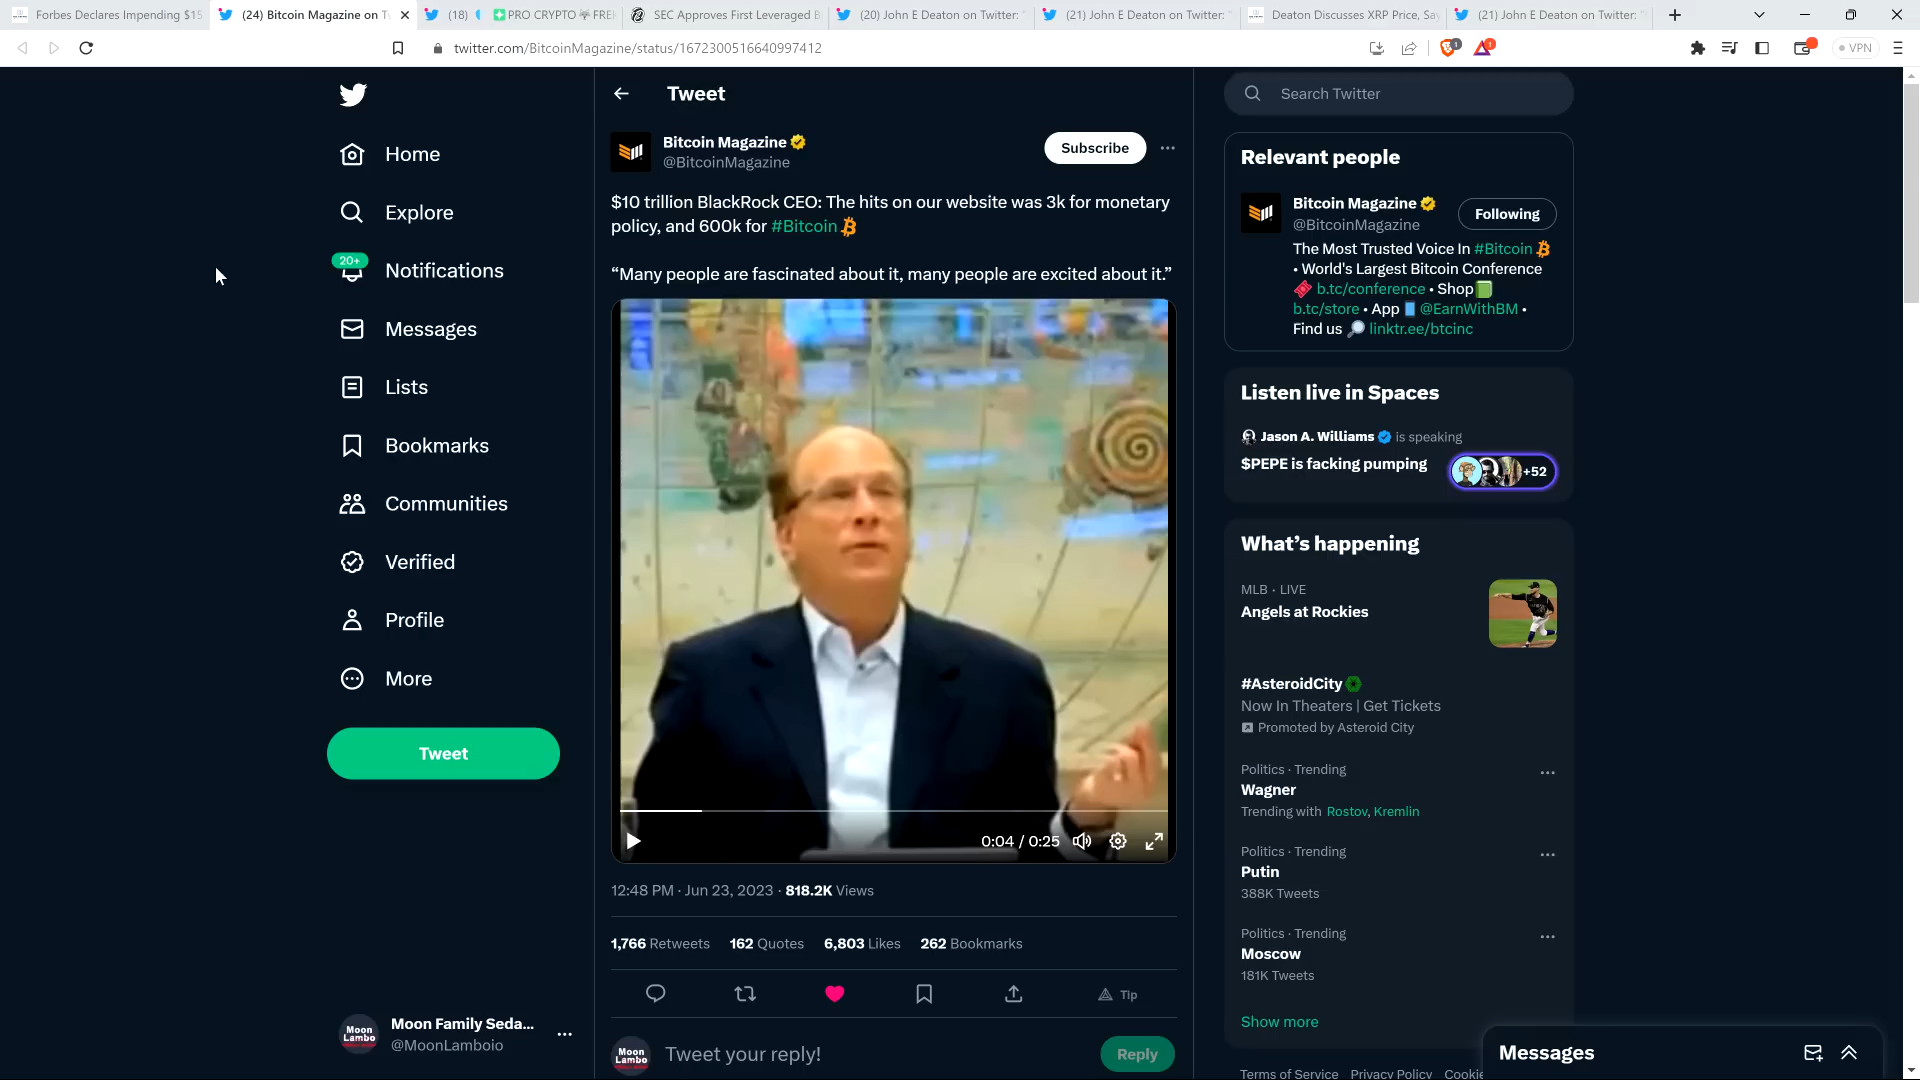 Forbes Declares Impending $15
(24) Bitcoin Magazine on T
(18)
PRO CRYPTO
FRE
SEC Approves First Leveraged B
(20) John E Deaton on Twitter: "
(21) John E Deaton on Twitter: "
Deaton Discusses XRP Price, Say
(21) John E Deaton on Twitter: "
twitter.com/BitcoinMagazine/status/1672300516640997412
VPN
Home
Explore
20+
Notifications
Messages
Lists
Bookmarks
Communities
Verified
Profile
More
Tweet
Moon Lambo
Moon Family Seda...
@MoonLamboio
Tweet
Bitcoin Magazine
@BitcoinMagazine
Subscribe
$10 trillion BlackRock CEO: The hits on our website was 3k for monetary
policy, and 600k for #Bitcoin
“Many people are fascinated about it, many people are excited about it.”
0:04 / 0:25
12:48 PM · Jun 23, 2023 · 818.2K Views
1,766 Retweets 162 Quotes 6,803 Likes 262 Bookmarks
Tip
Moon Lambo
Tweet your reply!
Reply
Search Twitter
Relevant people
Bitcoin Magazine
@BitcoinMagazine
Following
The Most Trusted Voice In #Bitcoin
• World's Largest Bitcoin Conference
b.tc/conference • Shop
b.tc/store • App @EarnWithBM •
Find us linktr.ee/btcinc
Listen live in Spaces
Jason A. Williams is speaking
$PEPE is facking pumping
+52
What’s happening
MLB · LIVE
Angels at Rockies
#AsteroidCity
Now In Theaters | Get Tickets
Promoted by Asteroid City
Politics · Trending
Wagner
Trending with Rostov, Kremlin
Politics · Trending
Putin
388K Tweets
Politics · Trending
Moscow
181K Tweets
Show more
Terms of Service Privacy Policy Cookie
Messages